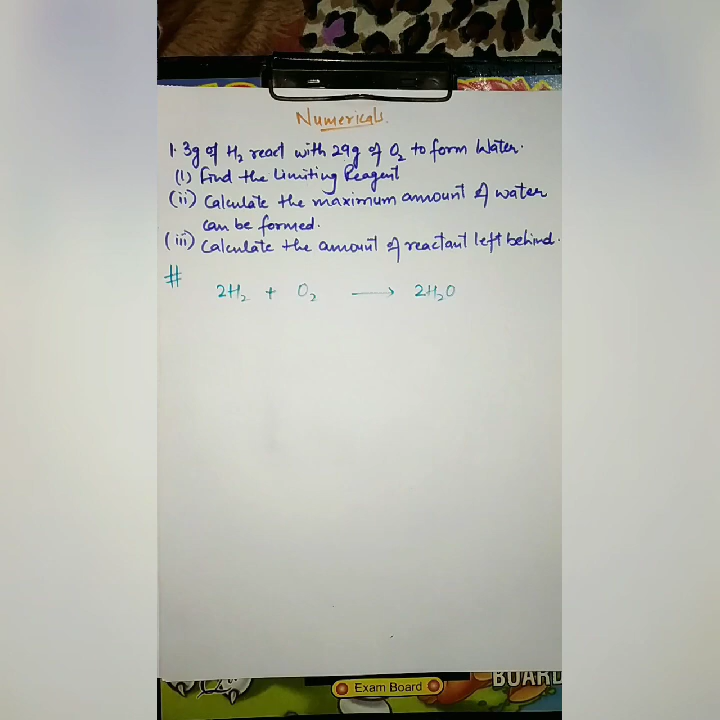 Numericals.
1. 3g of H2 react with 29g of O2 to form Water.
(i) Find the Limiting Reagent
(ii) Calculate the maximum amount of water
can be formed.
(iii) Calculate the amount of reactant left behind.
#
2H2 + O2 → 2H2O
Exam Board
BOARD